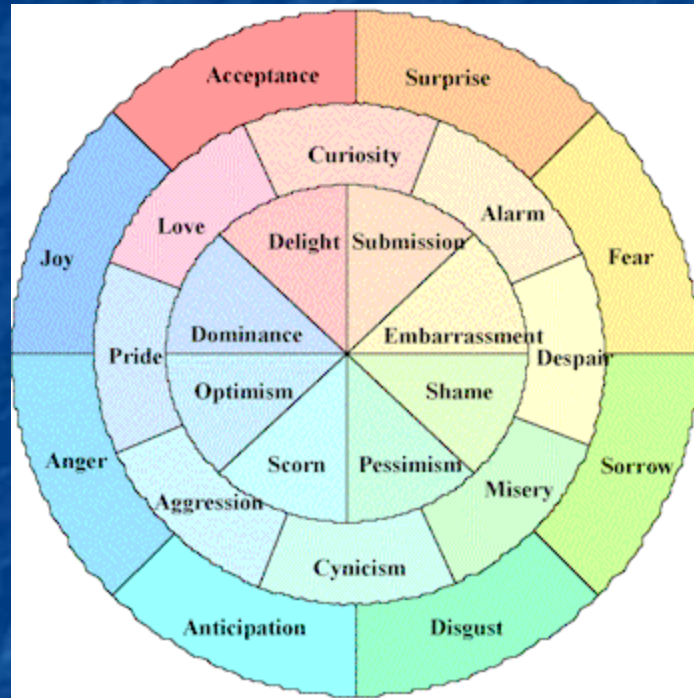 Acceptance
Surprise
Curiosity
Alarm
Love
Delight
Submission
Joy
Fear
Dominance
Embarrassment
Pride
Despair
Optimism
Shame
Anger
Scorn
Pessimism
Sorrow
Misery
Aggression
Cynicism
Anticipation
Disgust